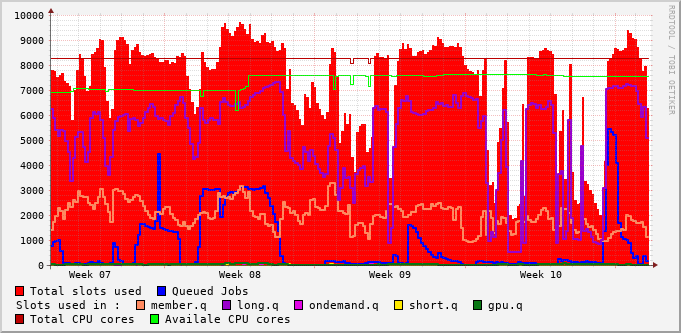 10000
9000
8000
7000
6000
5000
4000
3000
2000
1000
0
Week 07 Week 08 Week 09 Week 10
RRDTOOL / TOBI OETIKER
Total slots used Queued Jobs
Slots used in : member.q long.q ondemand.q short.q gpu.q
Total CPU cores Availale CPU cores